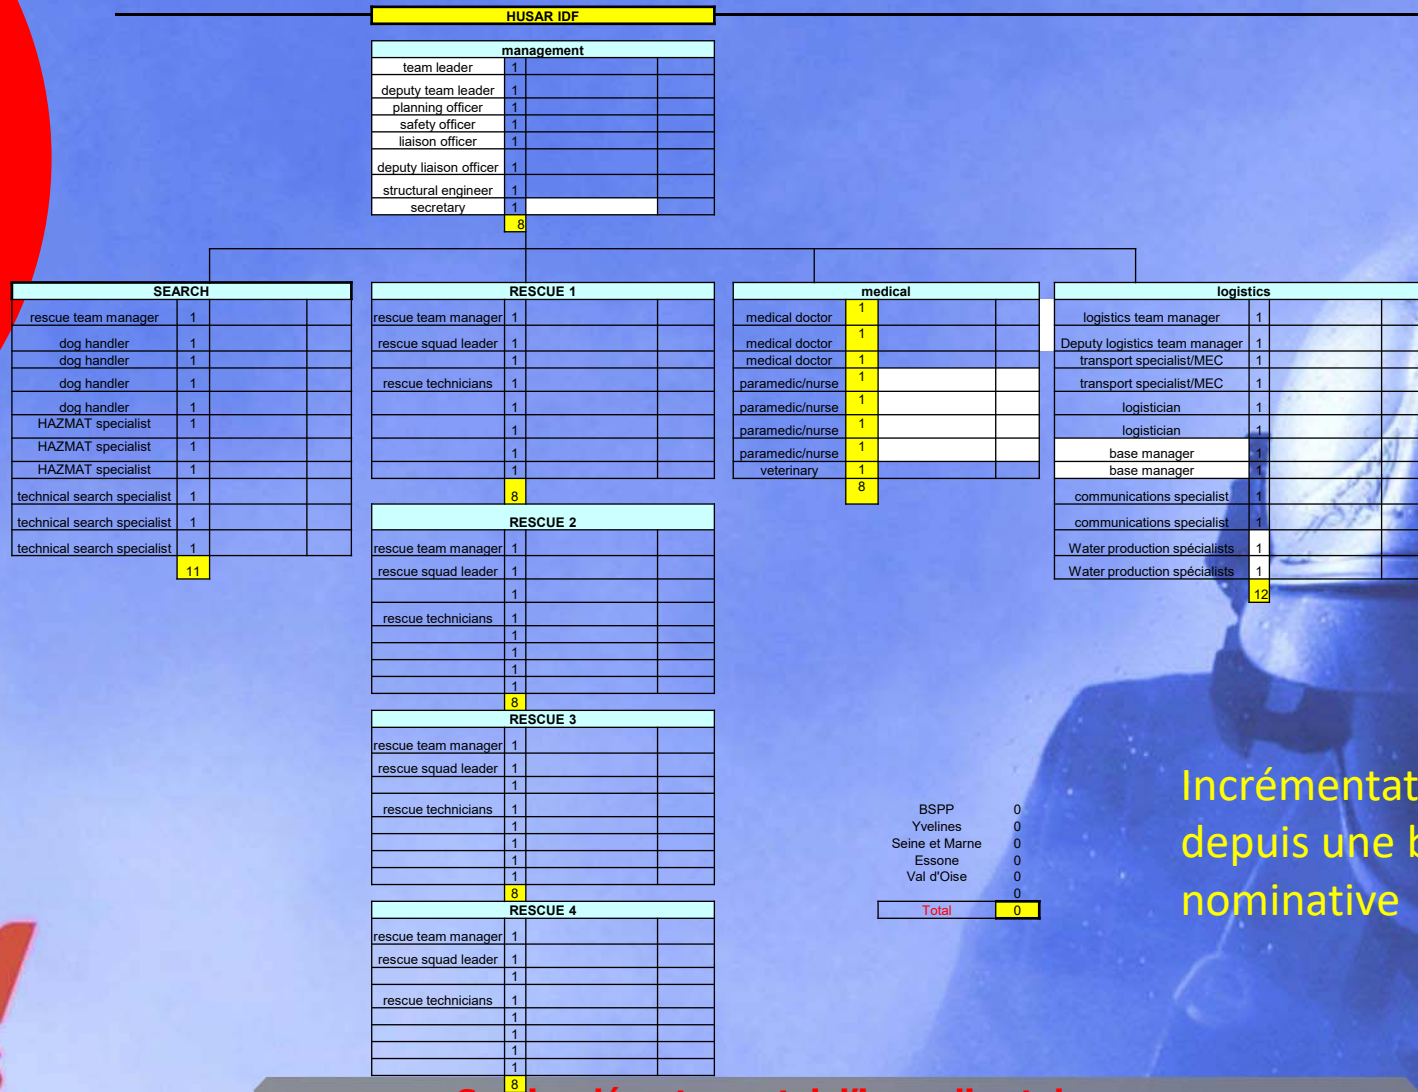 HUSAR IDF
management
team leader 1
deputy team leader 1
planning officer 1
safety officer 1
liaison officer 1
deputy liaison officer 1
structural engineer 1
secretary 1
8
SEARCH
rescue team manager 1
dog handler 1
dog handler 1
dog handler 1
dog handler 1
HAZMAT specialist 1
HAZMAT specialist 1
HAZMAT specialist 1
technical search specialist 1
technical search specialist 1
technical search specialist 1
11
RESCUE 1
rescue team manager 1
rescue squad leader 1
1
rescue technicians 1
1
1
1
1
8
RESCUE 2
rescue team manager 1
rescue squad leader 1
1
rescue technicians 1
1
1
1
1
8
RESCUE 3
rescue team manager 1
rescue squad leader 1
1
rescue technicians 1
1
1
1
1
8
RESCUE 4
rescue team manager 1
rescue squad leader 1
1
rescue technicians 1
1
1
1
1
8
medical
medical doctor 1
medical doctor 1
medical doctor 1
paramedic/nurse 1
paramedic/nurse 1
paramedic/nurse 1
paramedic/nurse 1
veterinary 1
8
logistics
logistics team manager 1
Deputy logistics team manager 1
transport specialist/MEC 1
transport specialist/MEC 1
logistician 1
logistician 1
base manager 1
base manager 1
communications specialist 1
communications specialist 1
Water production spécialists 1
Water production spécialists 1
12
BSPP 0
Yvelines 0
Seine et Marne 0
Essone 0
Val d'Oise 0
0
Total 0
Incrémentat
depuis une b
nominative